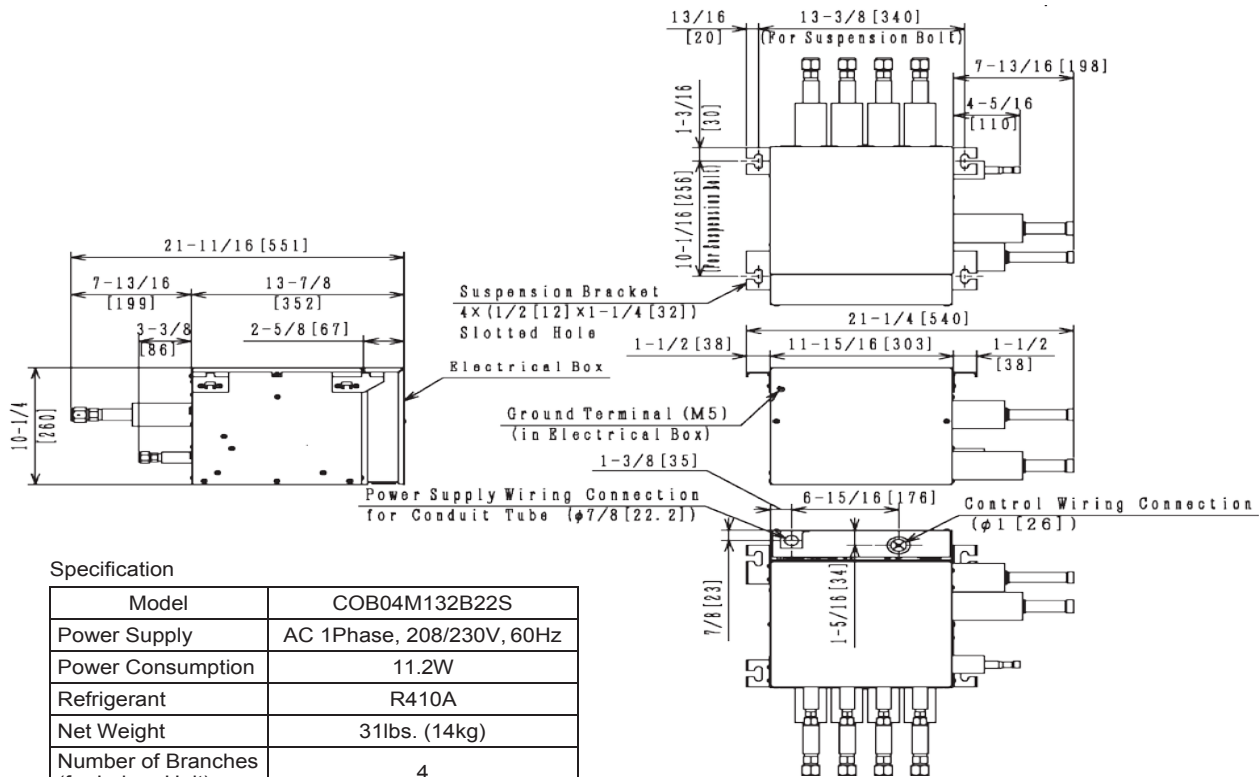 13/16
[20]
13-3/8 [340]
(For Suspension Bolt)
7-13/16 [198]
4-5/16
[110]
1-3/16
[30]
10-1/16 [256]
(For Suspension Bolt)
21-11/16 [551]
7-13/16
[199]
13-7/8
[352]
3-3/8
[86]
2-5/8 [67]
10-1/4
[260]
Suspension Bracket
4×(1/2 [12]×1-1/4 [32])
Slotted Hole
Electrical Box
21-1/4 [540]
1-1/2 [38]
11-15/16 [303]
1-1/2
[38]
Ground Terminal (M5)
(in Electrical Box)
1-3/8 [35]
Power Supply Wiring Connection
for Conduit Tube (φ7/8 [22.2])
6-15/16 [176]
Control Wiring Connection
(φ1 [26])
7/8 [23]
1-5/16 [34]
Specification
Model COB04M132B22S
Power Supply AC 1Phase, 208/230V, 60Hz
Power Consumption 11.2W
Refrigerant R410A
Net Weight 31lbs. (14kg)
Number of Branches
4